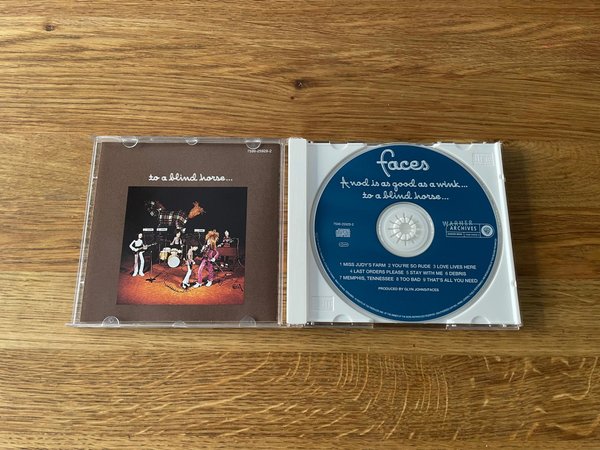 7599-25929-2
to a blind horse...
faces
A nod is as good as a wink...
to a blind horse...
7599-25929-2
WARNER
ARCHIVES
1 MISS JUDY'S FARM 2 YOU'RE SO RUDE 3 LOVE LIVES HERE
4 LAST ORDERS PLEASE 5 STAY WITH ME 6 DEBRIS
7 MEMPHIS, TENNESSEE 8 TOO BAD 9 THAT'S ALL YOU NEED
PRODUCED BY GLYN JOHNS/FACES